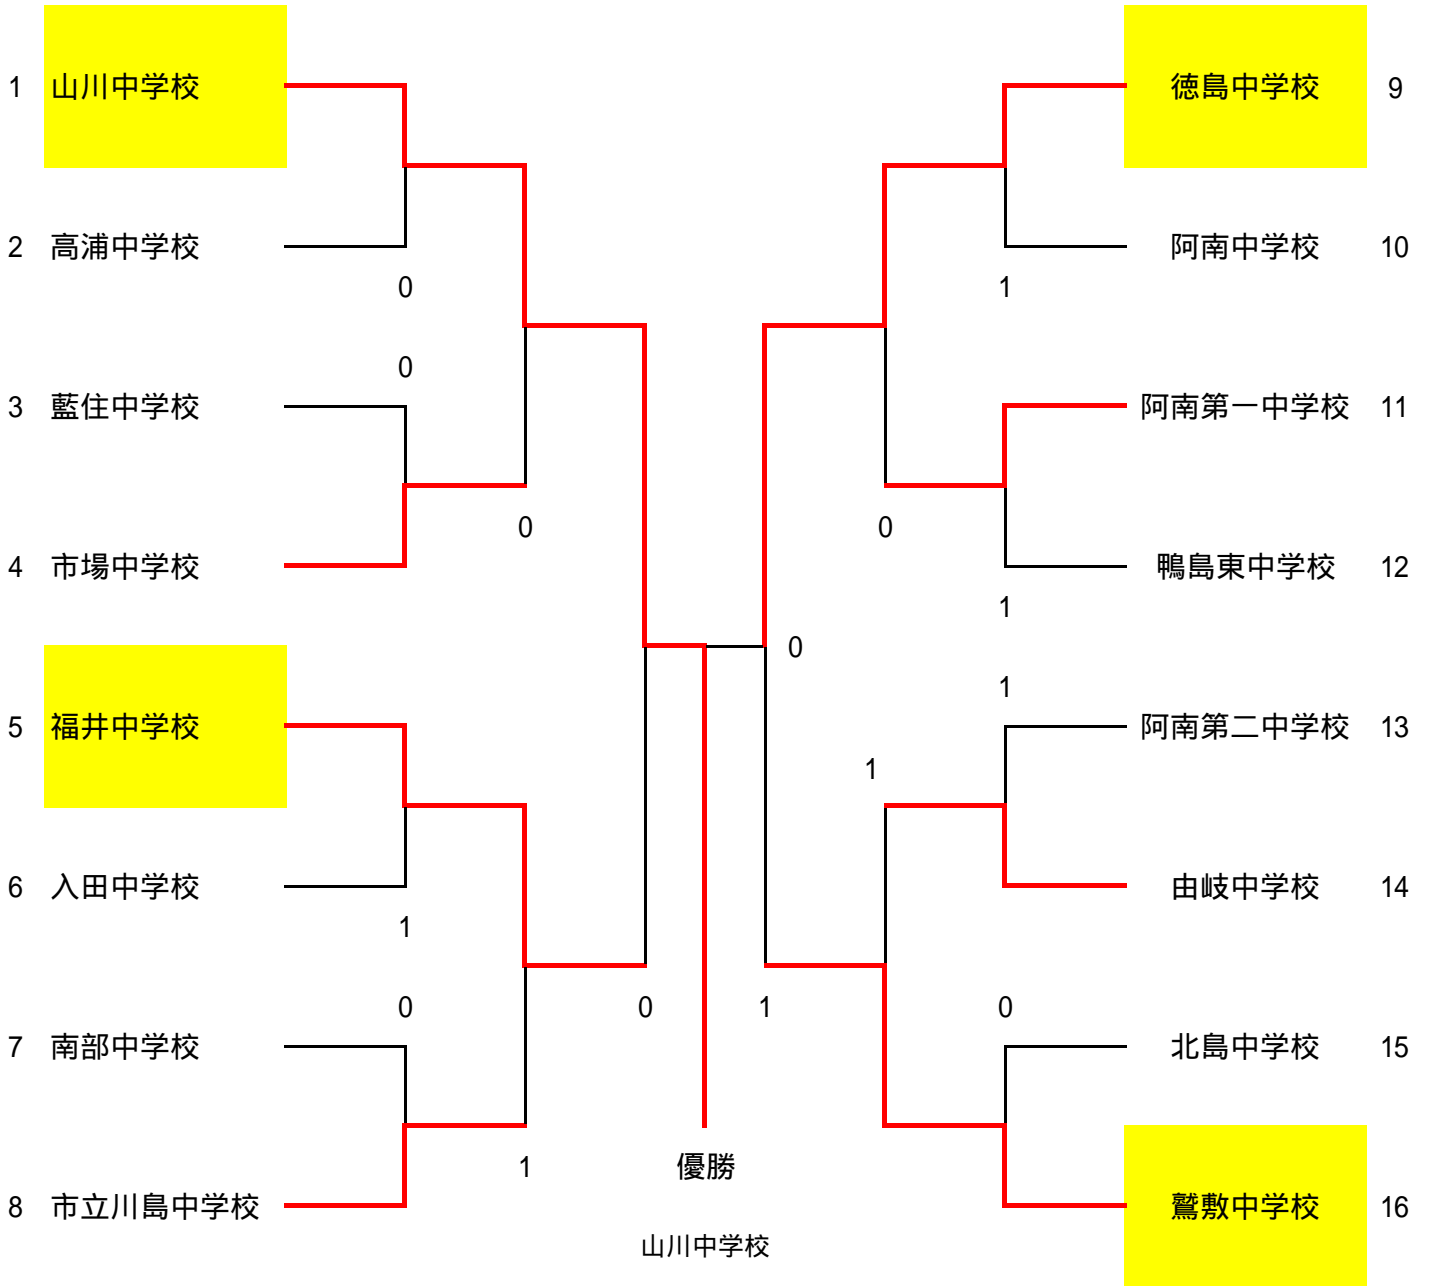 1 山川中学校
2 高浦中学校
0
0
3 藍住中学校
4 市場中学校
0
5 福井中学校
6 入田中学校
1
0
7 南部中学校
8 市立川島中学校
1
0
徳島中学校 9
阿南中学校 10
1
阿南第一中学校 11
0
鴨島東中学校 12
1
0
1
阿南第二中学校 13
1
由岐中学校 14
1
0
北島中学校 15
鷲敷中学校 16
優勝
山川中学校